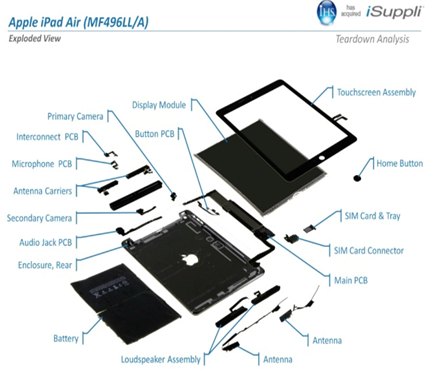 Apple iPad Air (MF496LL/A)
Exploded View
IHS
has
acquired
iSuppli
Teardown Analysis
Display Module
Touchscreen Assembly
Primary Camera
Button PCB
Interconnect PCB
Microphone PCB
Home Button
Antenna Carriers
Secondary Camera
SIM Card & Tray
Audio Jack PCB
SIM Card Connector
Enclosure, Rear
Main PCB
Battery
Antenna
Loudspeaker Assembly
Antenna